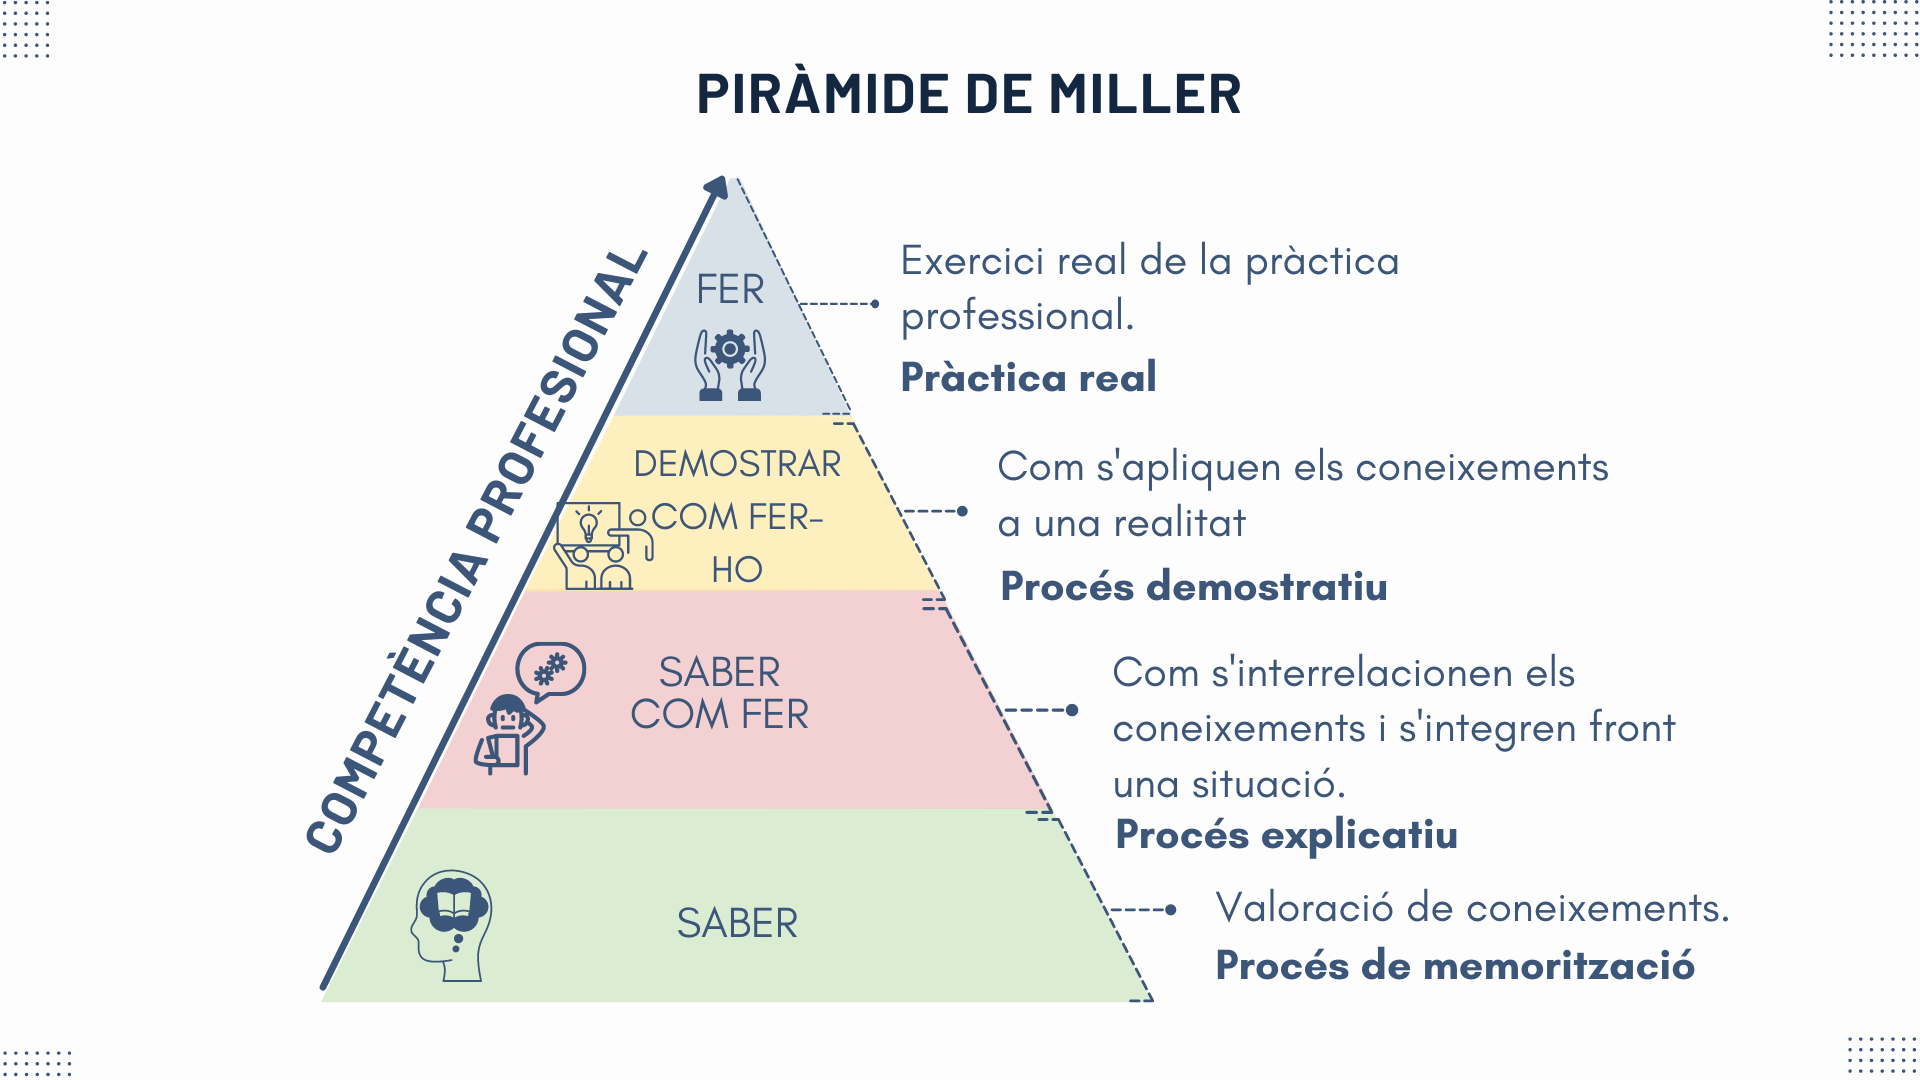 PIRÀMIDE DE MILLER
COMPETÈNCIA PROFESIONAL
FER
Exercici real de la pràctica
professional.
Pràctica real
DEMOSTRAR
COM FER-
HO
Com s'apliquen els coneixements
a una realitat
Procés demostratiu
SABER
COM FER
Com s'interrelacionen els
coneixements i s'integren front
una situació.
Procés explicatiu
SABER
Valoració de coneixements.
Procés de memorització